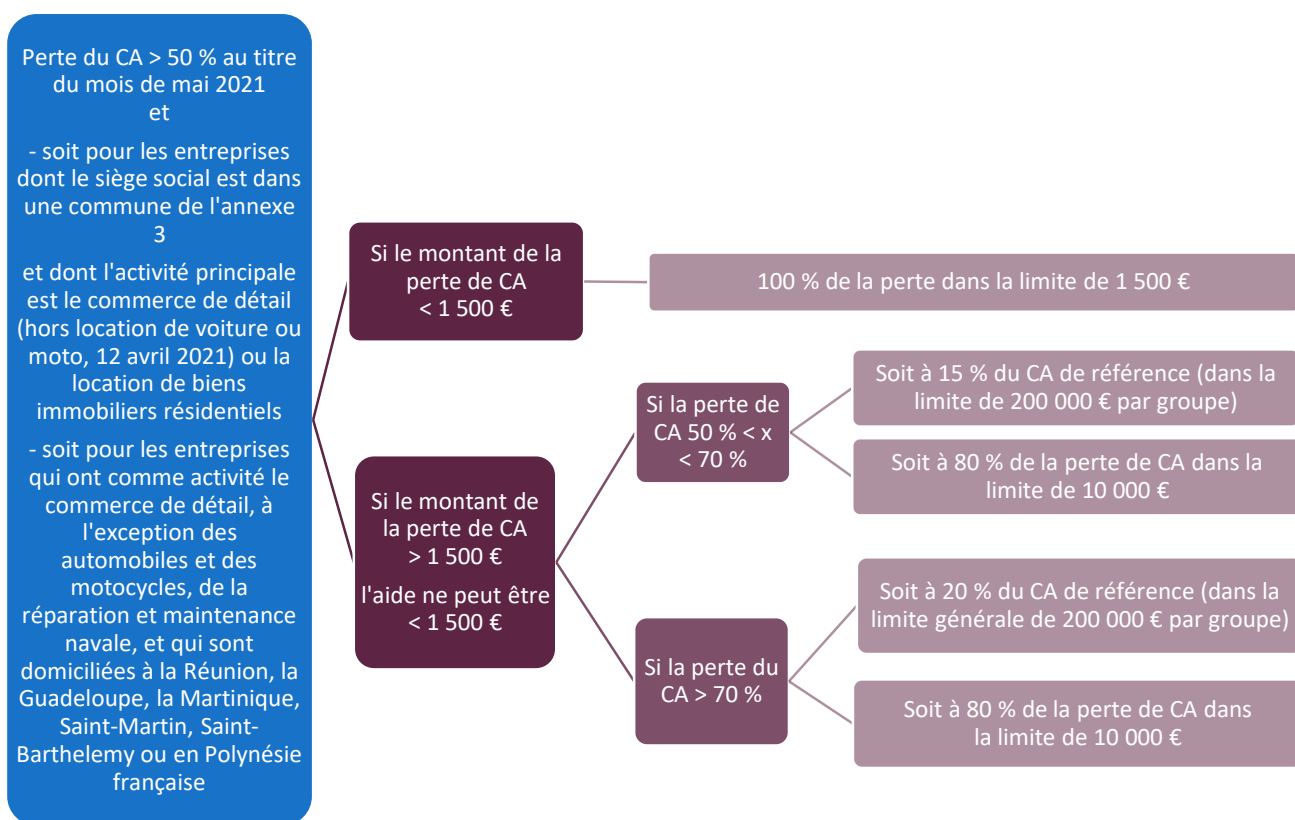 Perte du CA > 50 % au titre
du mois de mai 2021
et
- soit pour les entreprises
dont le siège social est dans
une commune de l'annexe
3
et dont l'activité principale
est le commerce de détail
(hors location de voiture ou
moto, 12 avril 2021) ou la
location de biens
immobiliers résidentiels
- soit pour les entreprises
qui ont comme activité le
commerce de détail, à
l'exception des
automobiles et des
motocycles, de la
réparation et maintenance
navale, et qui sont
domiciliées à la Réunion, la
Guadeloupe, la Martinique,
Saint-Martin, Saint-
Barthelemy ou en Polynésie
française
Si le montant de la
perte de CA
< 1 500 €
100 % de la perte dans la limite de 1 500 €
Si le montant de
la perte de CA
> 1 500 €
l'aide ne peut être
< 1 500 €
Si la perte de
CA 50 % < x
< 70 %
Soit à 15 % du CA de référence (dans la
limite de 200 000 € par groupe)
Soit à 80 % de la perte de CA dans la
limite de 10 000 €
Si la perte du
CA > 70 %
Soit à 20 % du CA de référence (dans la
limite générale de 200 000 € par groupe)
Soit à 80 % de la perte de CA dans
la limite de 10 000 €